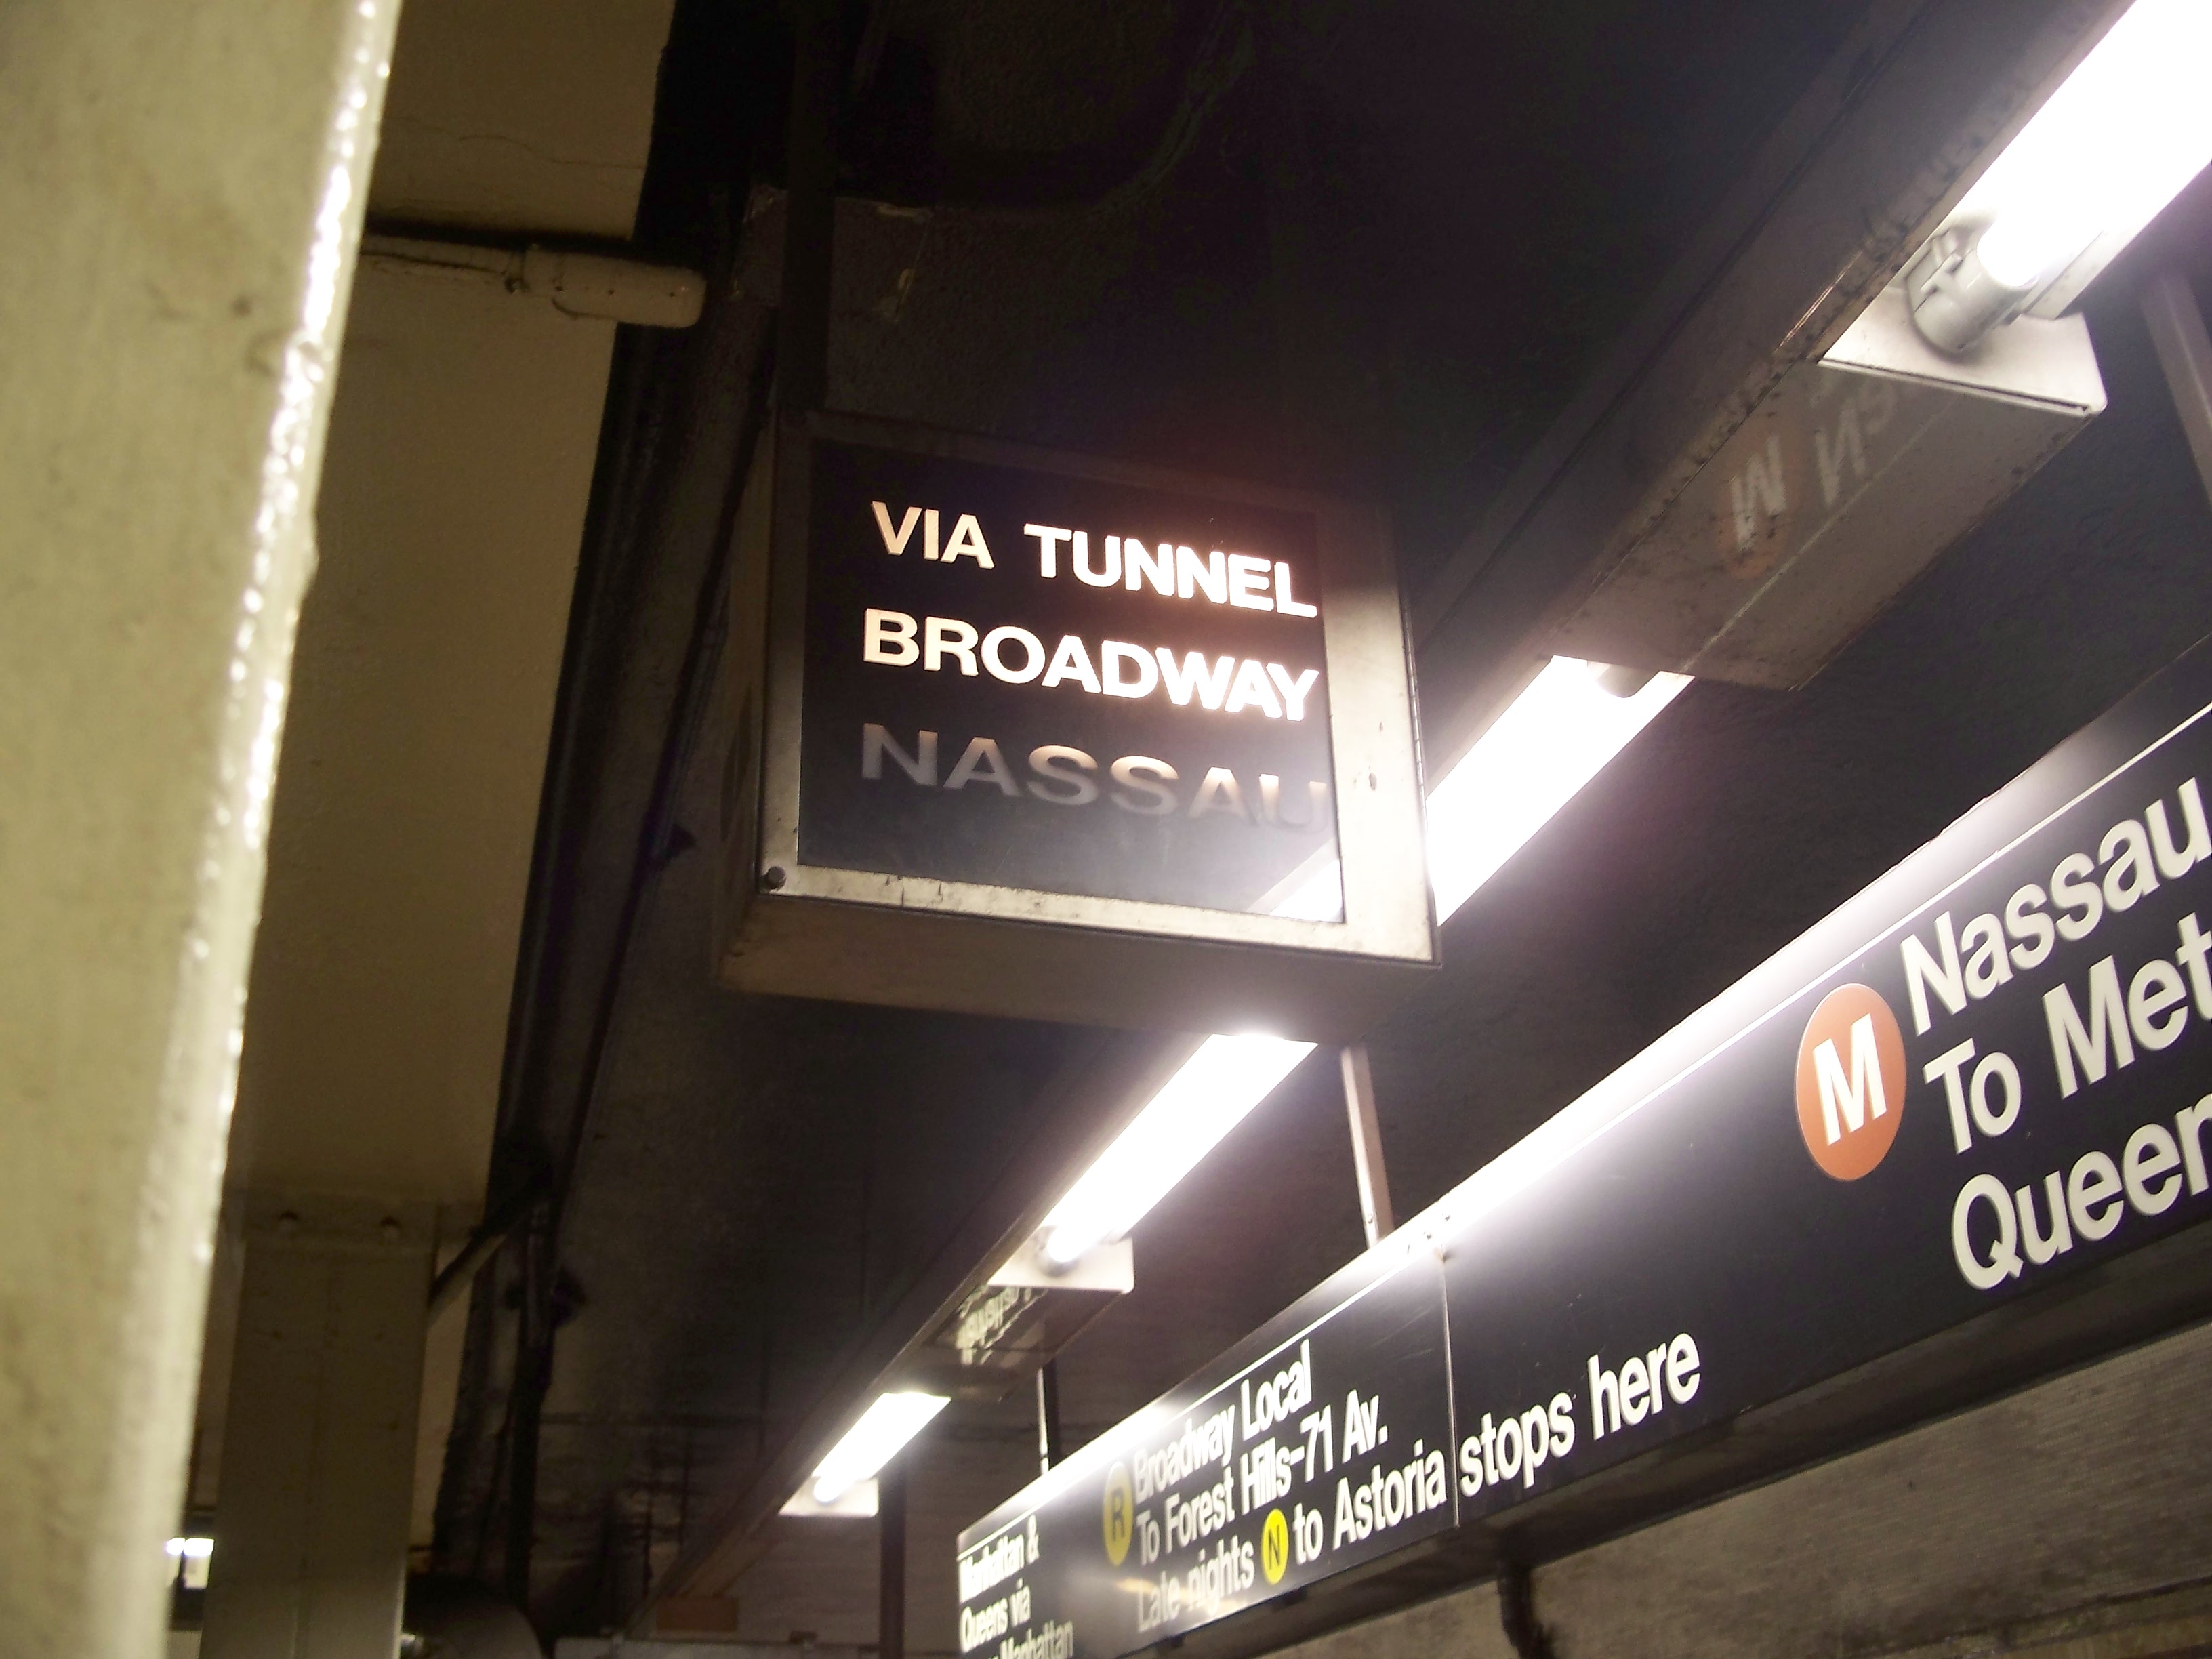 VIA TUNNEL
BROADWAY
NASSAU
M Nassau
To Met
Queen
Manhattan &
Queens via
Manhattan
R Broadway Local
To Forest Hills-71 Av.
Late nights N to Astoria stops here